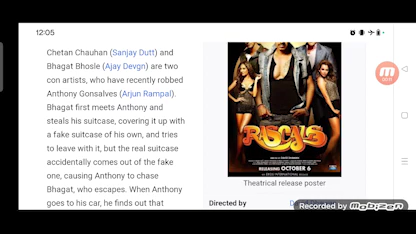 12:05
Chetan Chauhan (Sanjay Dutt) and
Bhagat Bhosle (Ajay Devgn) are two
con artists, who have recently robbed
Anthony Gonsalves (Arjun Rampal).
Bhagat first meets Anthony and
steals his suitcase, covering it up with
a fake suitcase of his own, and tries
to leave with it, but the real suitcase
accidentally comes out of the fake
one, causing Anthony to chase
Bhagat, who escapes. When Anthony
goes to his car, he finds out that
RASCALS
RELEASING OCTOBER 6
Theatrical release poster
Directed by
Recorded by
MOBIZEN